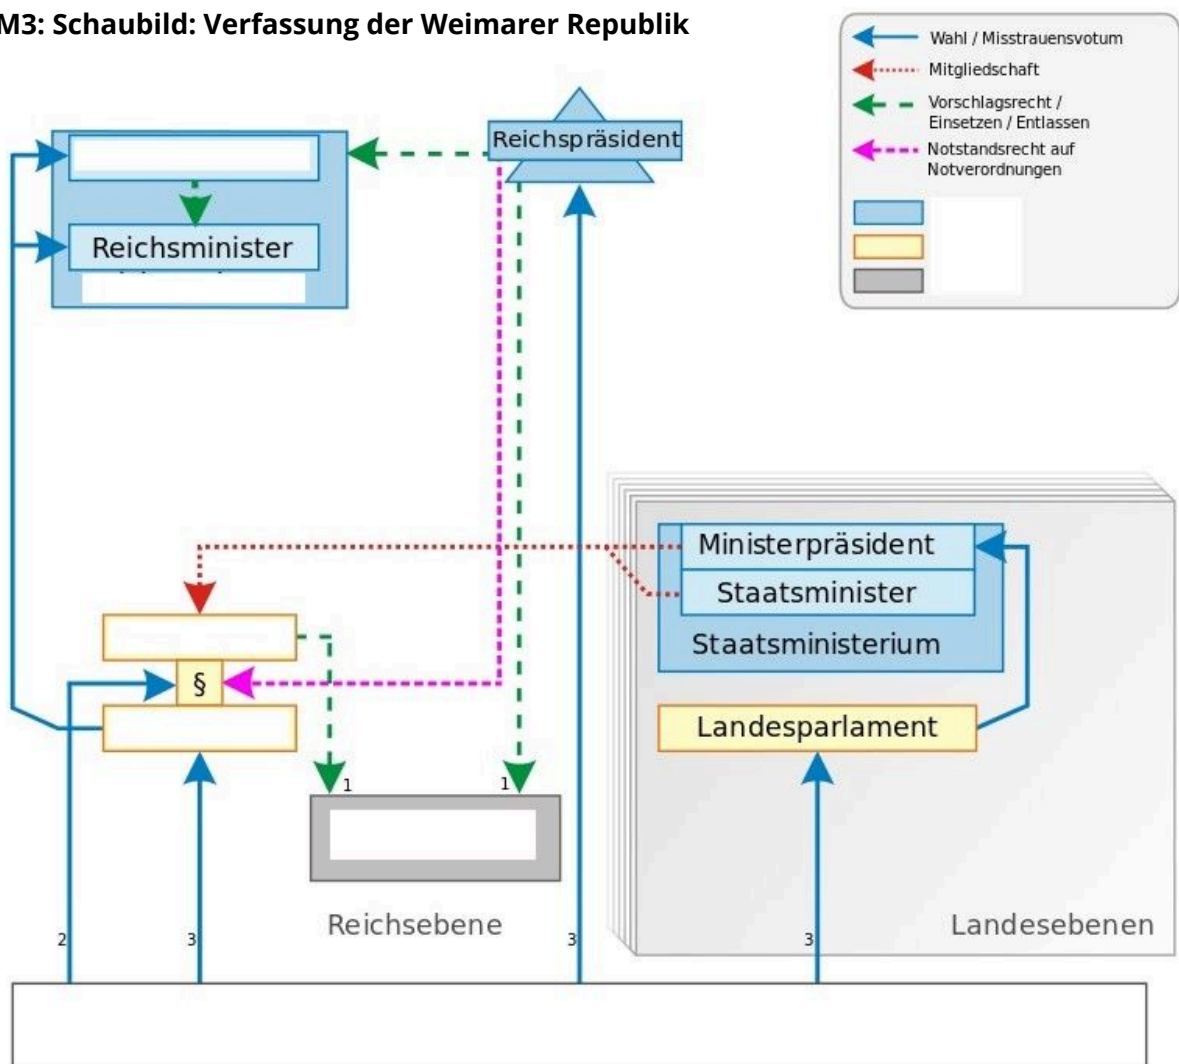 M3: Schaubild: Verfassung der Weimarer Republik
Wahl / Misstrauensvotum
Mitgliedschaft
Vorschlagsrecht /
Einsetzen / Entlassen
Notstandsrecht auf
Notverordnungen
Reichspräsident
Reichsminister
Ministerpräsident
Staatsminister
Staatsministerium
§
Landesparlament
1
1
Reichsebene
Landesebenen
2
3
3
3